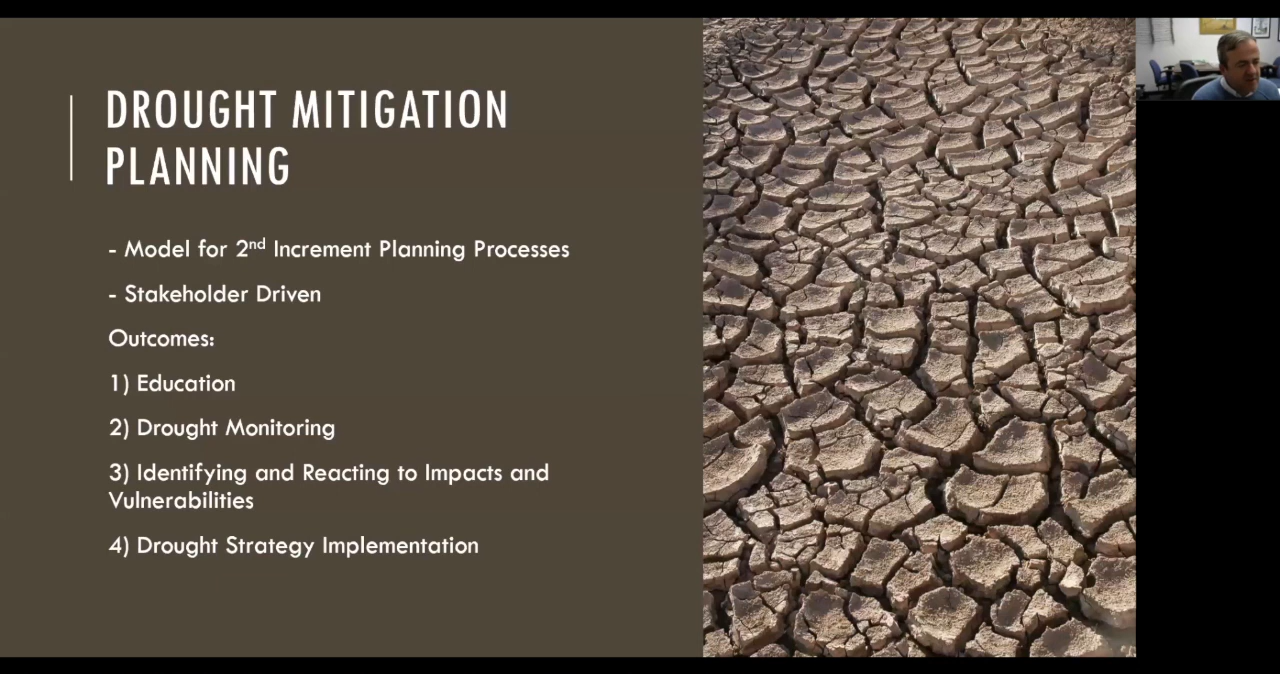 DROUGHT MITIGATION
PLANNING
- Model for 2nd Increment Planning Processes
- Stakeholder Driven
Outcomes:
1) Education
2) Drought Monitoring
3) Identifying and Reacting to Impacts and
Vulnerabilities
4) Drought Strategy Implementation